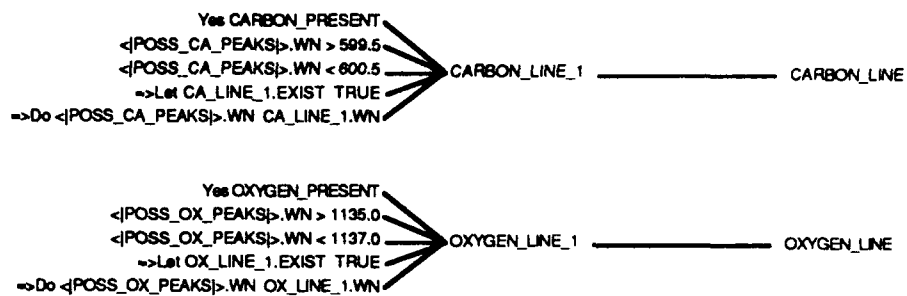 Yes CARBON_PRESENT
<|POSS_CA_PEAKS|>.WN > 599.5
<|POSS_CA_PEAKS|>.WN < 600.5
=>Let CA_LINE_1.EXIST TRUE
=>Do <|POSS_CA_PEAKS|>.WN CA_LINE_1.WN
CARBON_LINE_1
CARBON_LINE
Yes OXYGEN_PRESENT
<|POSS_OX_PEAKS|>.WN > 1135.0
<|POSS_OX_PEAKS|>.WN < 1137.0
=>Let OX_LINE_1.EXIST TRUE
=>Do <|POSS_OX_PEAKS|>.WN OX_LINE_1.WN
OXYGEN_LINE_1
OXYGEN_LINE